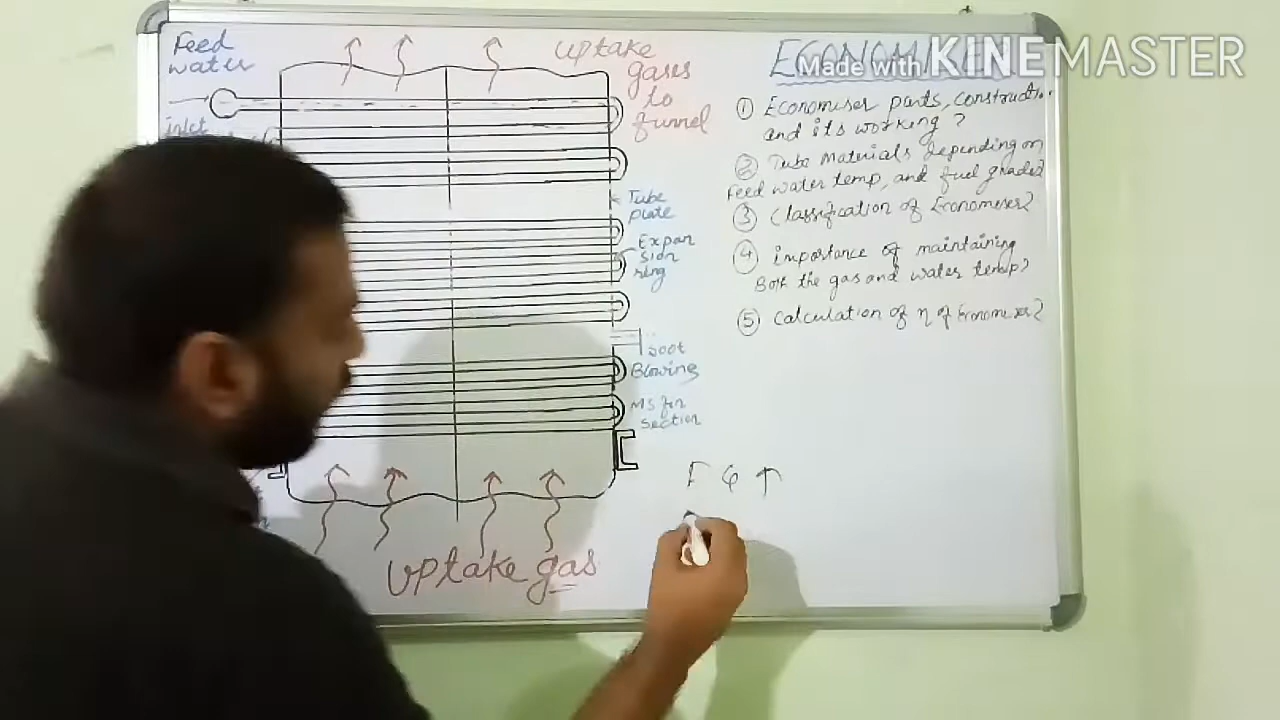 Feed
water
inlet
uptake
gases
to
funnel
Tube
plate
Expan
sion
ring
soot
Blowing
MS fin
section
uptake gas
F G ↑
ECONOMISER
Made with KINEMASTER
① Economiser parts, construction
and its working?
② Tube Materials depending on
Feed water temp, and fuel grade?
③ Classification of Economiser?
④ importance of maintaining
Both the gas and water temp?
⑤ Calculation of η of Economiser?